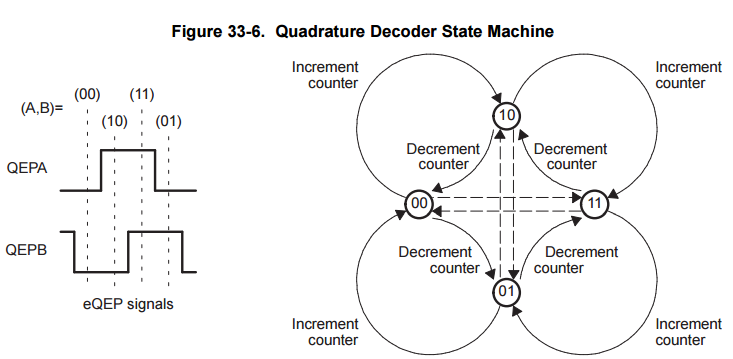 Figure 33-6. Quadrature Decoder State Machine
(A,B)=
(00)
(10)
(11)
(01)
QEPA
QEPB
eQEP signals
Increment
counter
Increment
counter
10
Decrement
counter
Decrement
counter
00
11
Decrement
counter
Decrement
counter
01
Increment
counter
Increment
counter